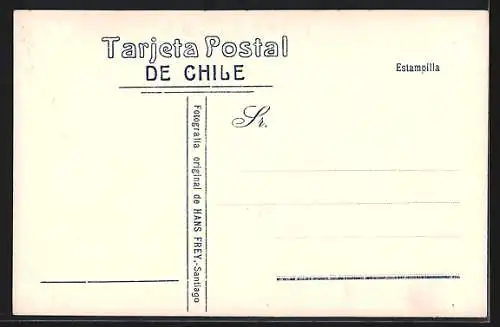 Tarjeta Postal
DE CHILE
Estampilla
Sr.
Fotografia original de HANS FREY.-Santiago